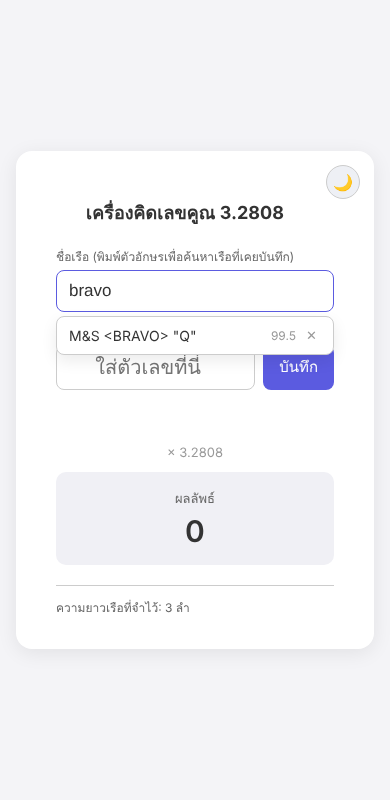 🌙
เครื่องคิดเลขคูณ 3.2808
ชื่อเรือ (พิมพ์ตัวอักษรเพื่อค้นหาเรือที่เคยบันทึก)
bravo
M&S <BRAVO> "Q" 99.5 ×
ใส่ตัวเลขที่นี่ บันทึก
× 3.2808
ผลลัพธ์
0
ความยาวเรือที่จำไว้: 3 ลำ